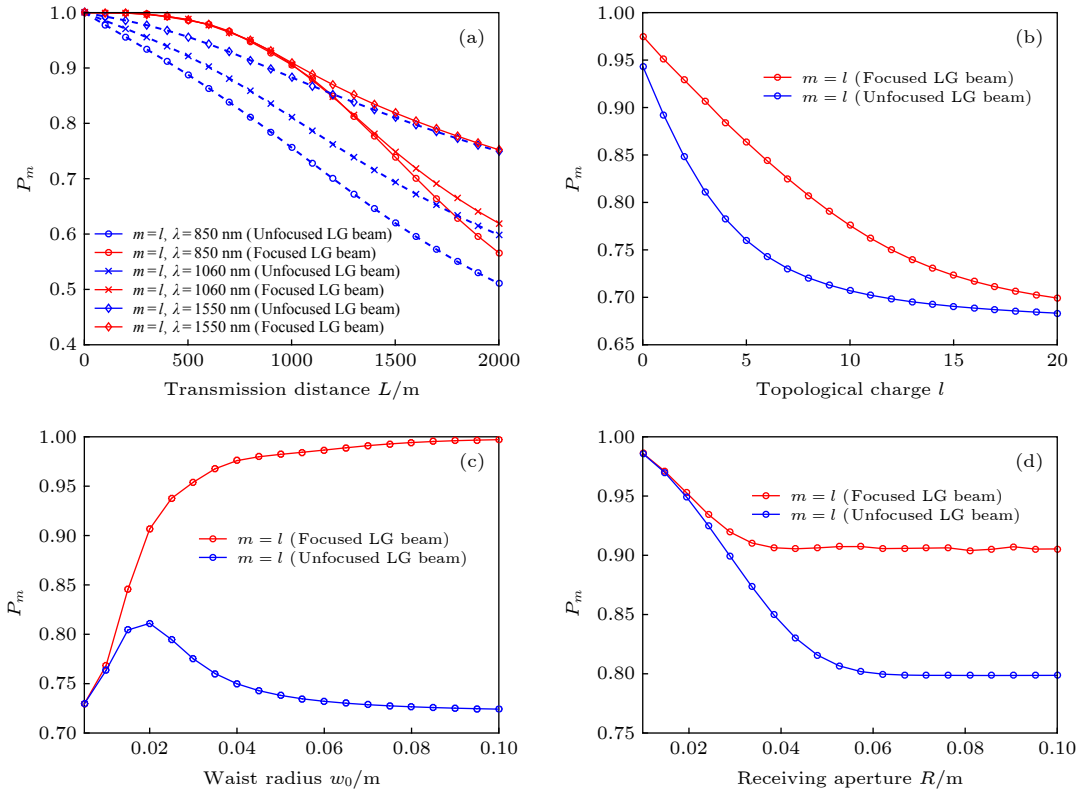 (a)
1.0
0.9
0.8
0.7
0.6
0.5
0.4
P_m
m=l, λ=850 nm (Unfocused LG beam)
m=l, λ=850 nm (Focused LG beam)
m=l, λ=1060 nm (Unfocused LG beam)
m=l, λ=1060 nm (Focused LG beam)
m=l, λ=1550 nm (Unfocused LG beam)
m=l, λ=1550 nm (Focused LG beam)
0 500 1000 1500 2000
Transmission distance L/m
(b)
1.00
0.95
0.90
0.85
0.80
0.75
0.70
0.65
P_m
m = l (Focused LG beam)
m = l (Unfocused LG beam)
0 5 10 15 20
Topological charge l
(c)
1.00
0.95
0.90
0.85
0.80
0.75
0.70
P_m
m = l (Focused LG beam)
m = l (Unfocused LG beam)
0.02 0.04 0.06 0.08 0.10
Waist radius w_0/m
(d)
1.00
0.95
0.90
0.85
0.80
0.75
P_m
m = l (Focused LG beam)
m = l (Unfocused LG beam)
0.02 0.04 0.06 0.08 0.10
Receiving aperture R/m